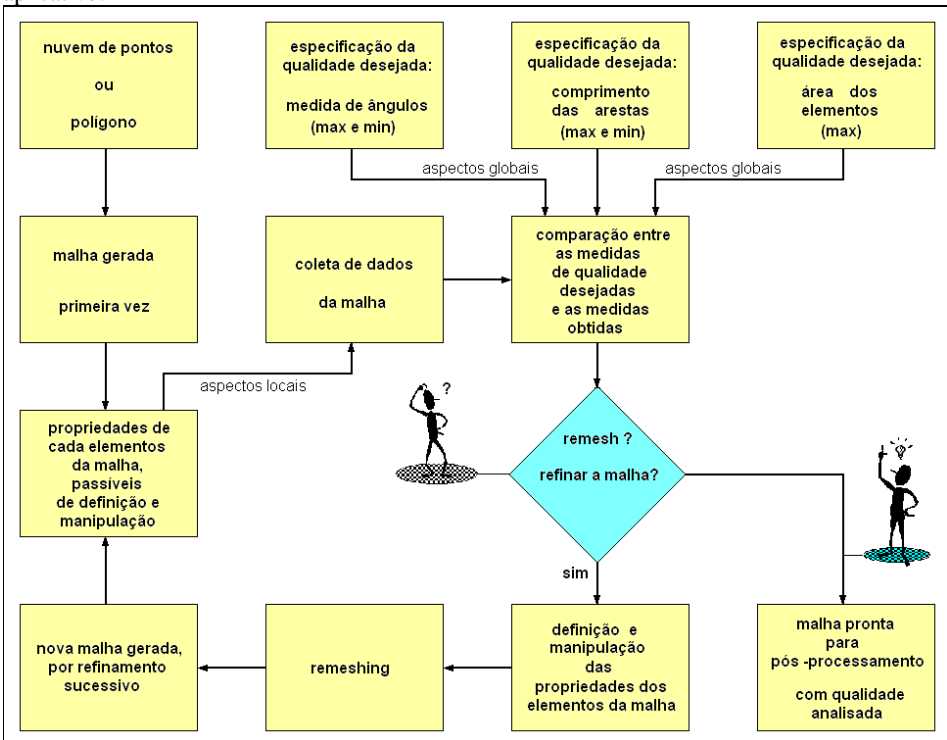 nuvem de pontos
ou
polígono
especificação da
qualidade desejada:
medida de ângulos
(max e min)
especificação da
qualidade desejada:
comprimento
das arestas
(max e min)
especificação da
qualidade desejada:
área dos
elementos
(max)
aspectos globais
aspectos globais
malha gerada
primeira vez
coleta de dados
da malha
comparação entre
as medidas
de qualidade
desejadas
e as medidas
obtidas
aspectos locais
propriedades de
cada elementos
da malha,
passíveis
de definição e
manipulação
?
remesh ?
refinar a malha?
sim
nova malha gerada,
por refinamento
sucessivo
remeshing
definição e
manipulação
das
propriedades dos
elementos da malha
malha pronta
para
pós -processamento
com qualidade
analisada